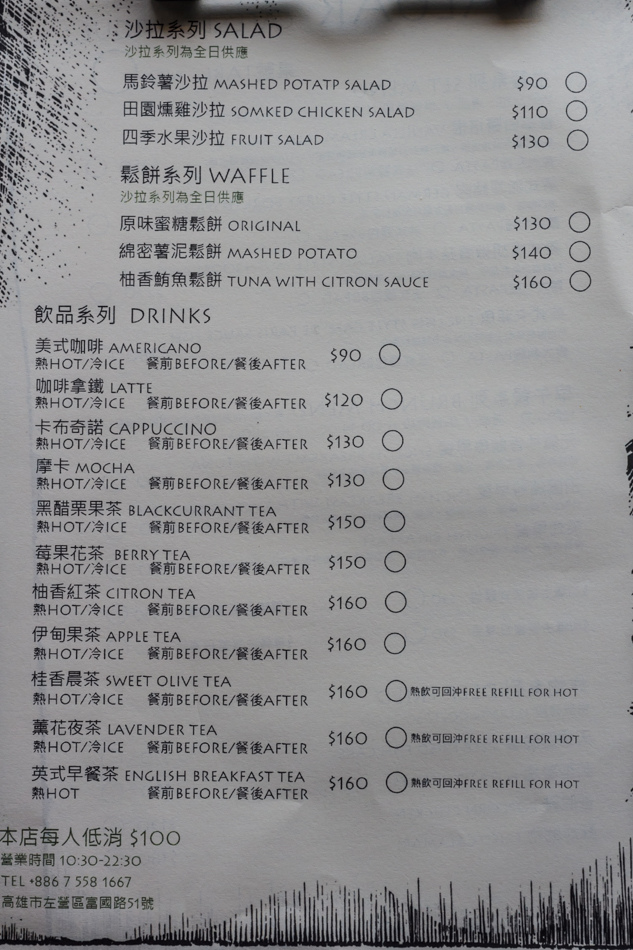 沙拉系列 SALAD
沙拉系列為全日供應
馬鈴薯沙拉 MASHED POTATP SALAD $90
田園燻雞沙拉 SOMKED CHICKEN SALAD $110
四季水果沙拉 FRUIT SALAD $130
鬆餅系列 WAFFLE
沙拉系列為全日供應
原味蜜糖鬆餅 ORIGINAL $130
綿密薯泥鬆餅 MASHED POTATO $140
柚香鮪魚鬆餅 TUNA WITH CITRON SAUCE $160
飲品系列 DRINKS
美式咖啡 AMERICANO $90
熱HOT/冷ICE 餐前BEFORE/餐後AFTER
咖啡拿鐵 LATTE $120
熱HOT/冷ICE 餐前BEFORE/餐後AFTER
卡布奇諾 CAPPUCCINO $130
熱HOT/冷ICE 餐前BEFORE/餐後AFTER
摩卡 MOCHA $130
熱HOT/冷ICE 餐前BEFORE/餐後AFTER
黑醋栗果茶 BLACKCURRANT TEA $150
熱HOT/冷ICE 餐前BEFORE/餐後AFTER
莓果花茶 BERRY TEA $150
熱HOT/冷ICE 餐前BEFORE/餐後AFTER
柚香紅茶 CITRON TEA $160
熱HOT/冷ICE 餐前BEFORE/餐後AFTER
伊甸果茶 APPLE TEA $160
熱HOT/冷ICE 餐前BEFORE/餐後AFTER
桂香晨茶 SWEET OLIVE TEA $160 熱飲可回沖FREE REFILL FOR HOT
熱HOT/冷ICE 餐前BEFORE/餐後AFTER
薰花夜茶 LAVENDER TEA $160 熱飲可回沖FREE REFILL FOR HOT
熱HOT/冷ICE 餐前BEFORE/餐後AFTER
英式早餐茶 ENGLISH BREAKFAST TEA $160 熱飲可回沖FREE REFILL FOR HOT
熱HOT 餐前BEFORE/餐後AFTER
本店每人低消 $100
營業時間 10:30-22:30
TEL +886 7 558 1667
高雄市左營區富國路51號